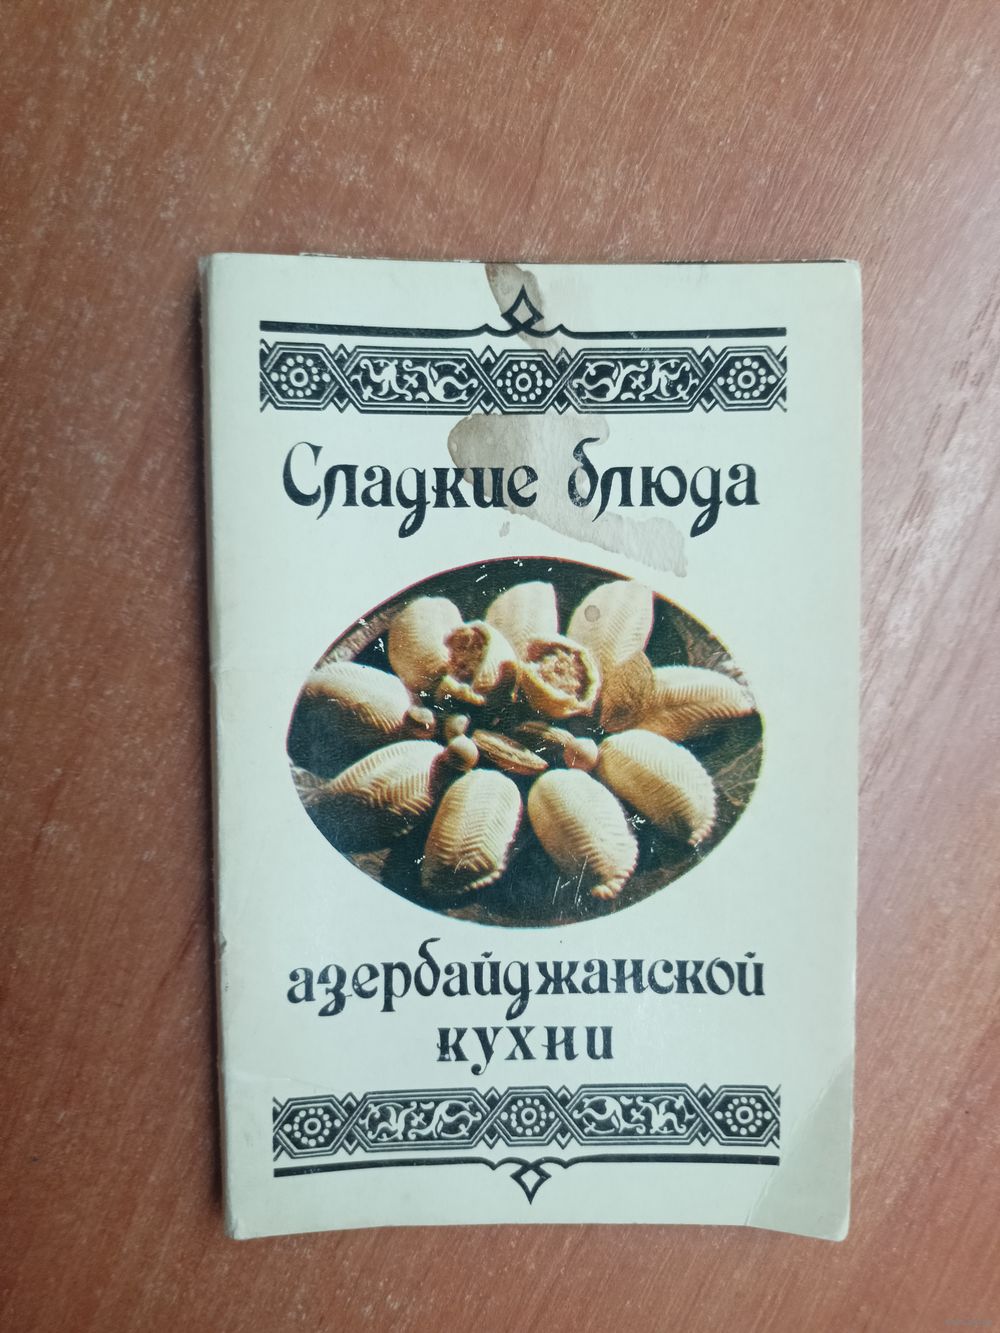 Сладкие блюда
азербайджанской
кухни